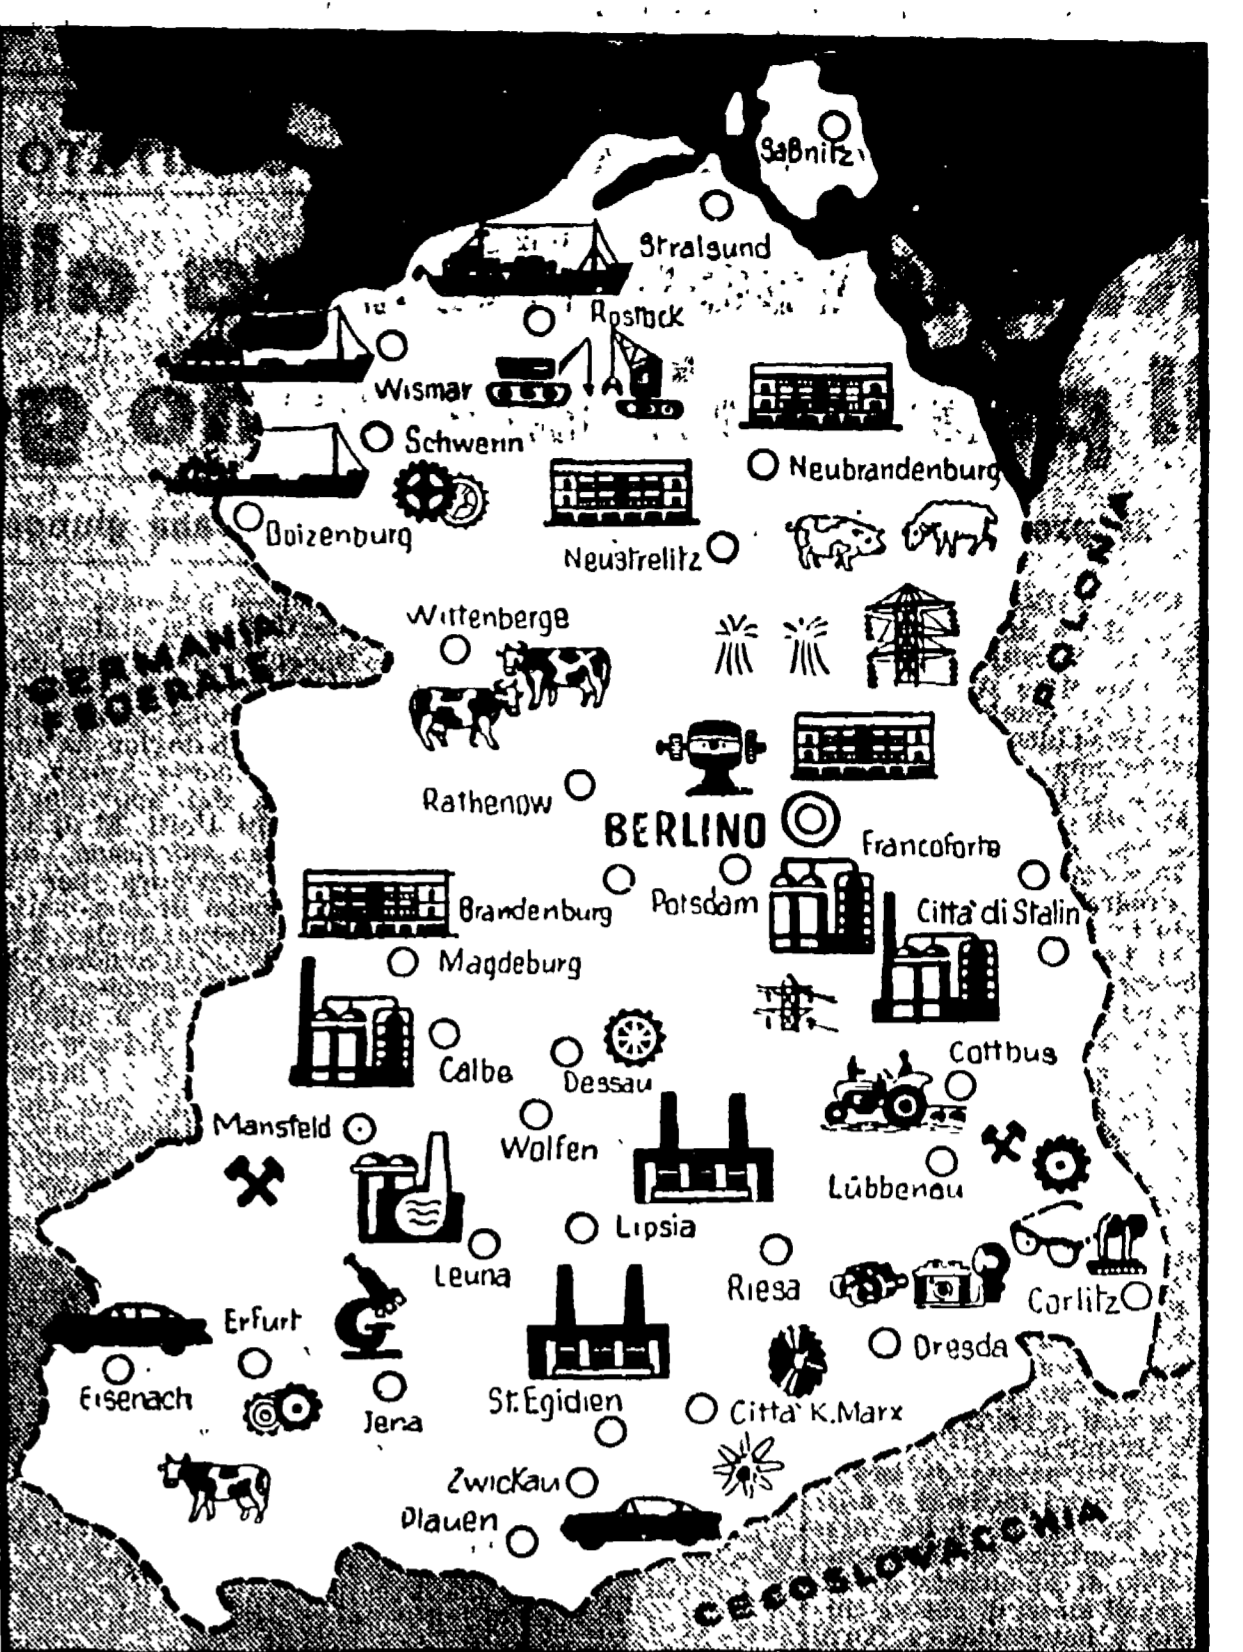 Saßnitz
Stralsund
Rostock
Wismar
Schwerin
Neubrandenburg
Boizenburg
Neustrelitz
POLONIA
Wittenberge
GERMANIA
FEDERALE
Rathenow
BERLINO
Francoforte
Brandenburg
Potsdam
Città di Stalin
Magdeburg
Calbe
Dessau
Cottbus
Mansfeld
Wolfen
Lübbenau
Lipsia
Leuna
Riesa
Erfurt
Gorlitz
Dresda
Eisenach
Jena
St. Egidien
Città K. Marx
Zwickau
Plauen
CECOSLOVACCHIA